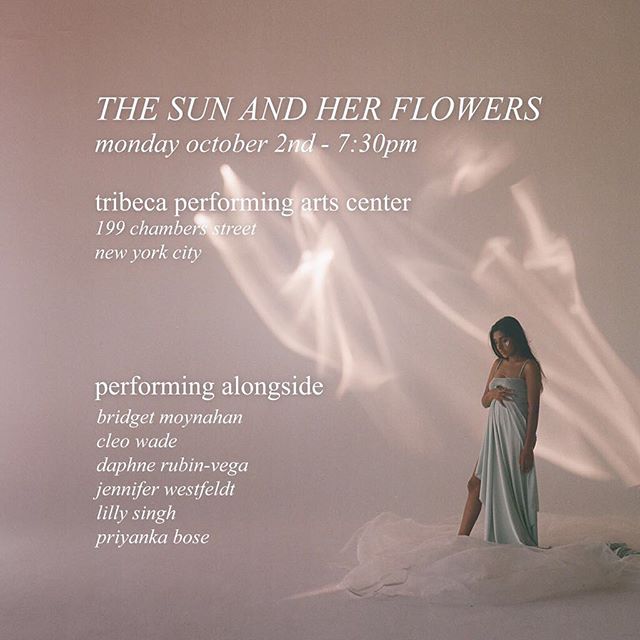 THE SUN AND HER FLOWERS
monday october 2nd - 7:30pm
tribeca performing arts center
199 chambers street
new york city
performing alongside
bridget moynahan
cleo wade
daphne rubin-vega
jennifer westfeldt
lilly singh
priyanka bose